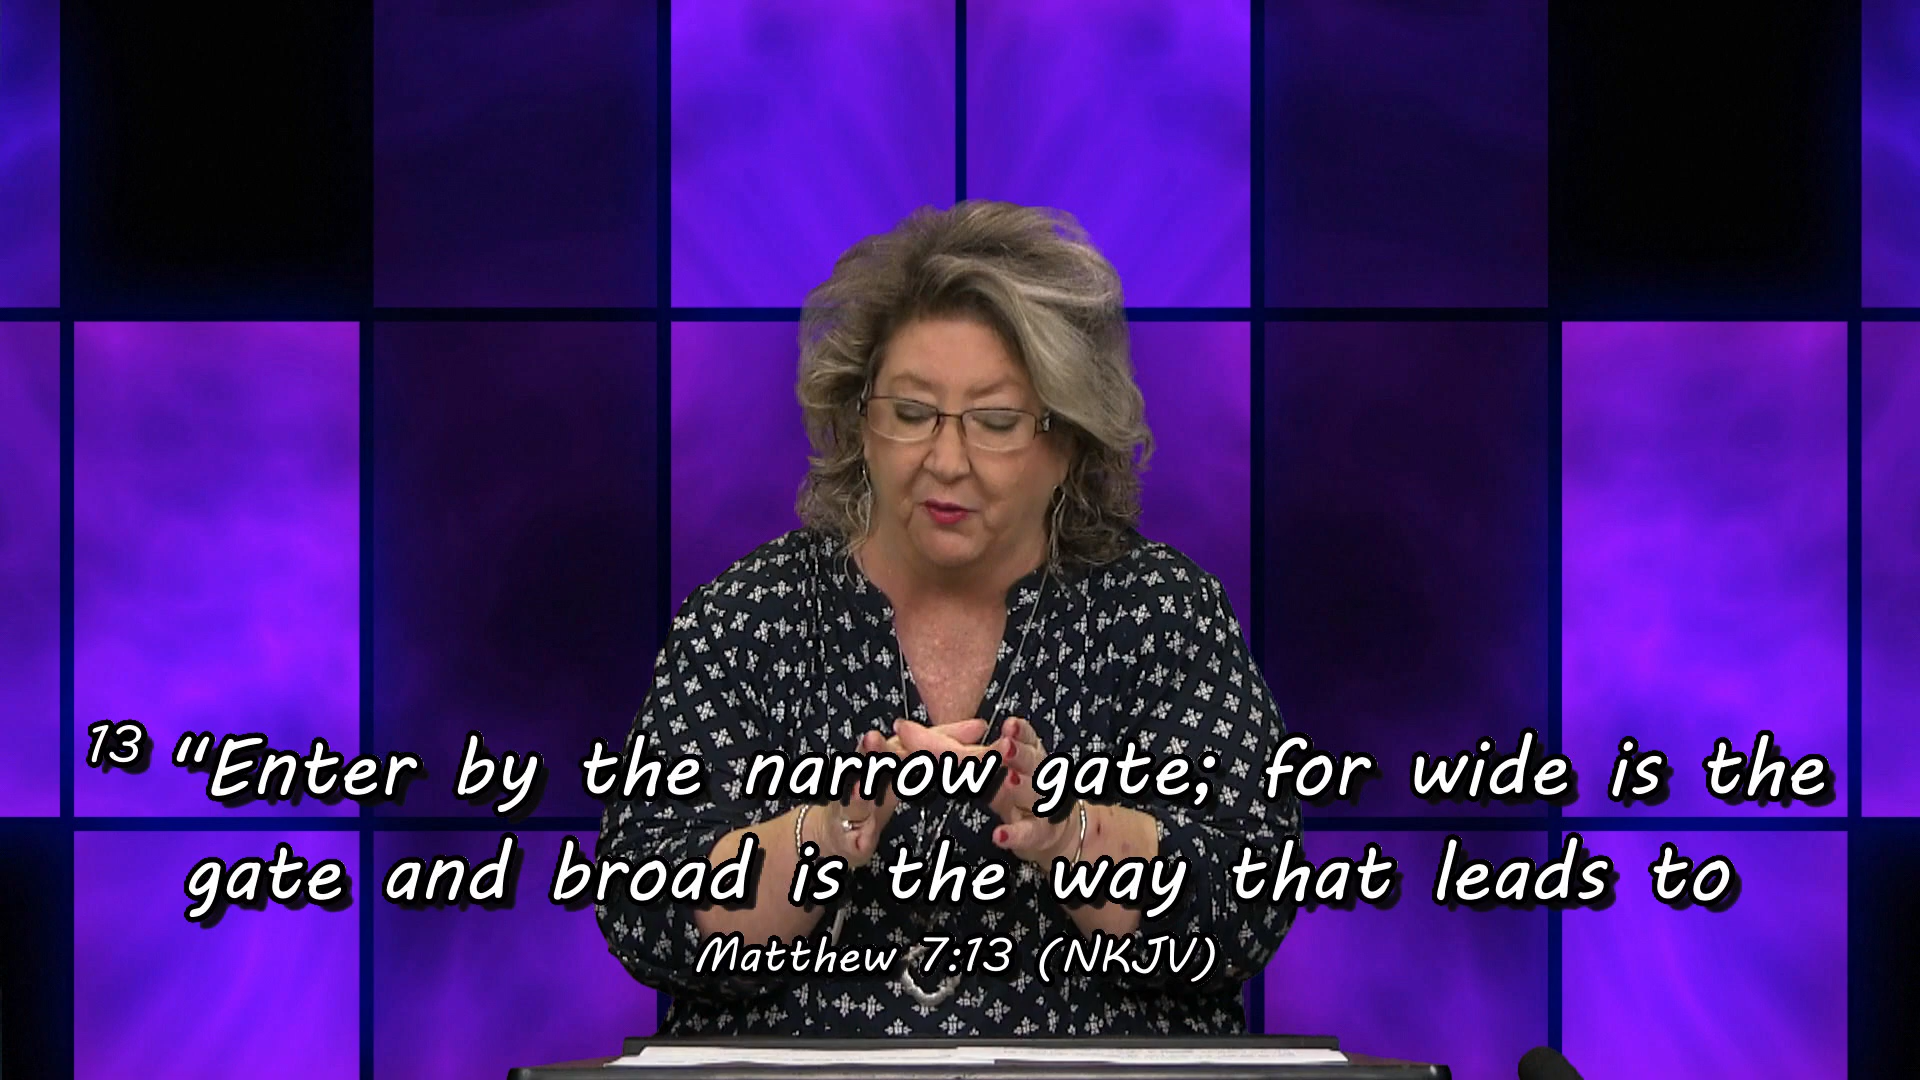 13 “Enter by the narrow gate; for wide is the
gate and broad is the way that leads to
Matthew 7:13 (NKJV)